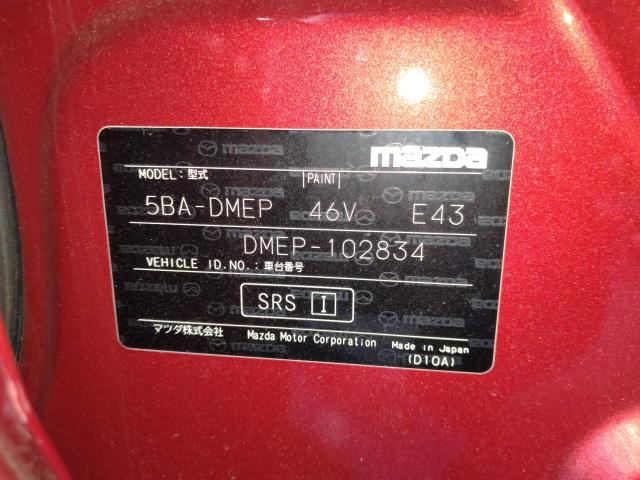 mazda
MODEL:型式 PAINT
5BA-DMEP 46V E43
DMEP-102834
VEHICLE ID.NO.:車台番号
SRS I
マツダ株式会社 Mazda Motor Corporation Made in Japan
(D10A)